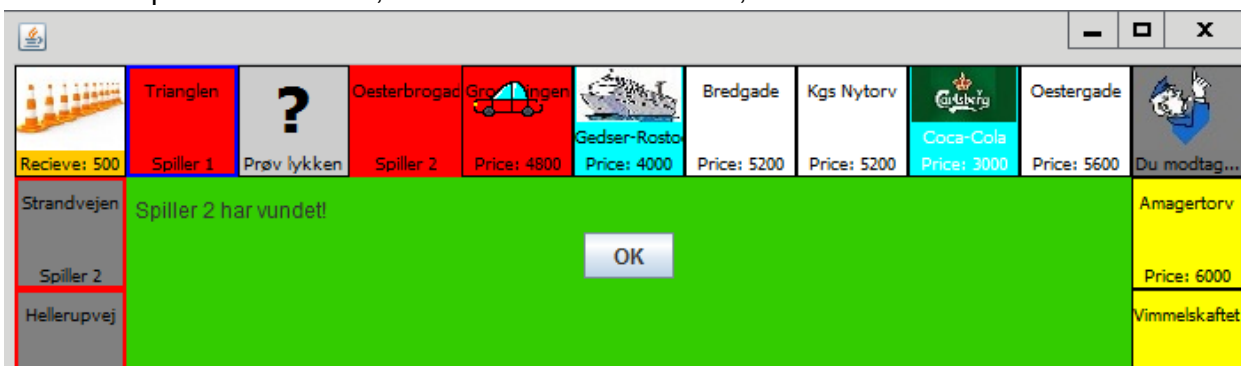 Trianglen
?
Oesterbrogad
Bredgade
Kgs Nytorv
Carlsberg
Oestergade
Gedser-Rosto
Coca-Cola
Recieve: 500
Spiller 1
Prøv lykken
Spiller 2
Price: 4800
Price: 4000
Price: 5200
Price: 5200
Price: 3000
Price: 5600
Du modtag...
Strandvejen
Spiller 2 har vundet!
Amagertorv
OK
Spiller 2
Price: 6000
Hellerupvej
Vimmelskaftet